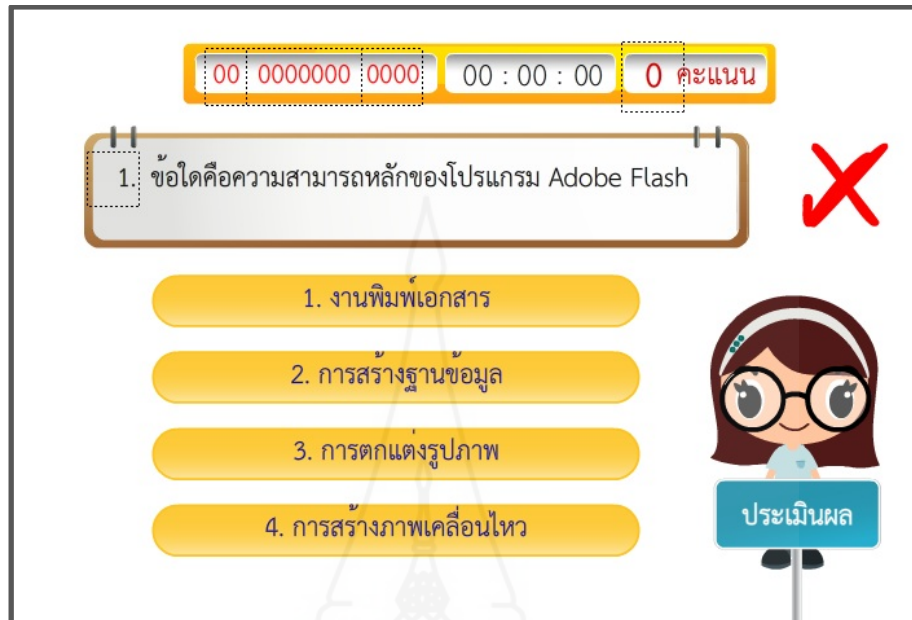 00 0000000 0000 00 : 00 : 00 0 คะแนน
1. ข้อใดคือความสามารถหลักของโปรแกรม Adobe Flash
1. งานพิมพ์เอกสาร
2. การสร้างฐานข้อมูล
3. การตกแต่งรูปภาพ
4. การสร้างภาพเคลื่อนไหว
ประเมินผล